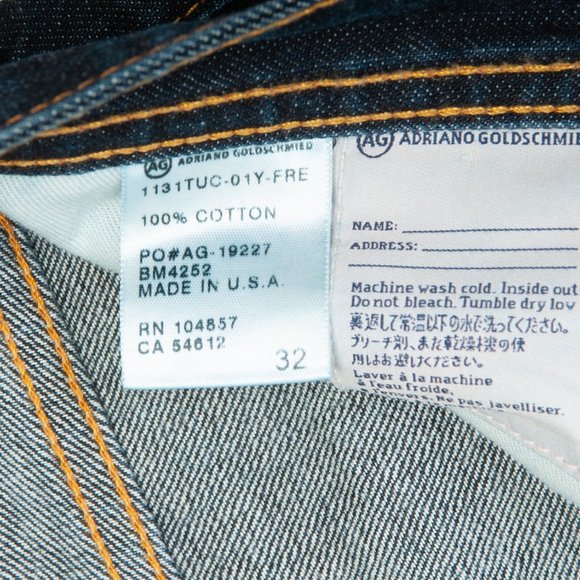 AG ADRIANO GOLDSCHMIED
1131TUC-01Y-FRE
100% COTTON
PO#AG-19227
BM4252
MADE IN U.S.A.
RN 104857
CA 54612
32
AG ADRIANO GOLDSCHMIED
NAME:
ADDRESS:
Machine wash cold. Inside out
Do not bleach. Tumble dry low
裏返して常温以下の水で洗ってください。
ブリーチ剤、また乾燥機の使
用はお避けください。
Laver à la machine
à l'eau froide,
Ne pas javelliser.